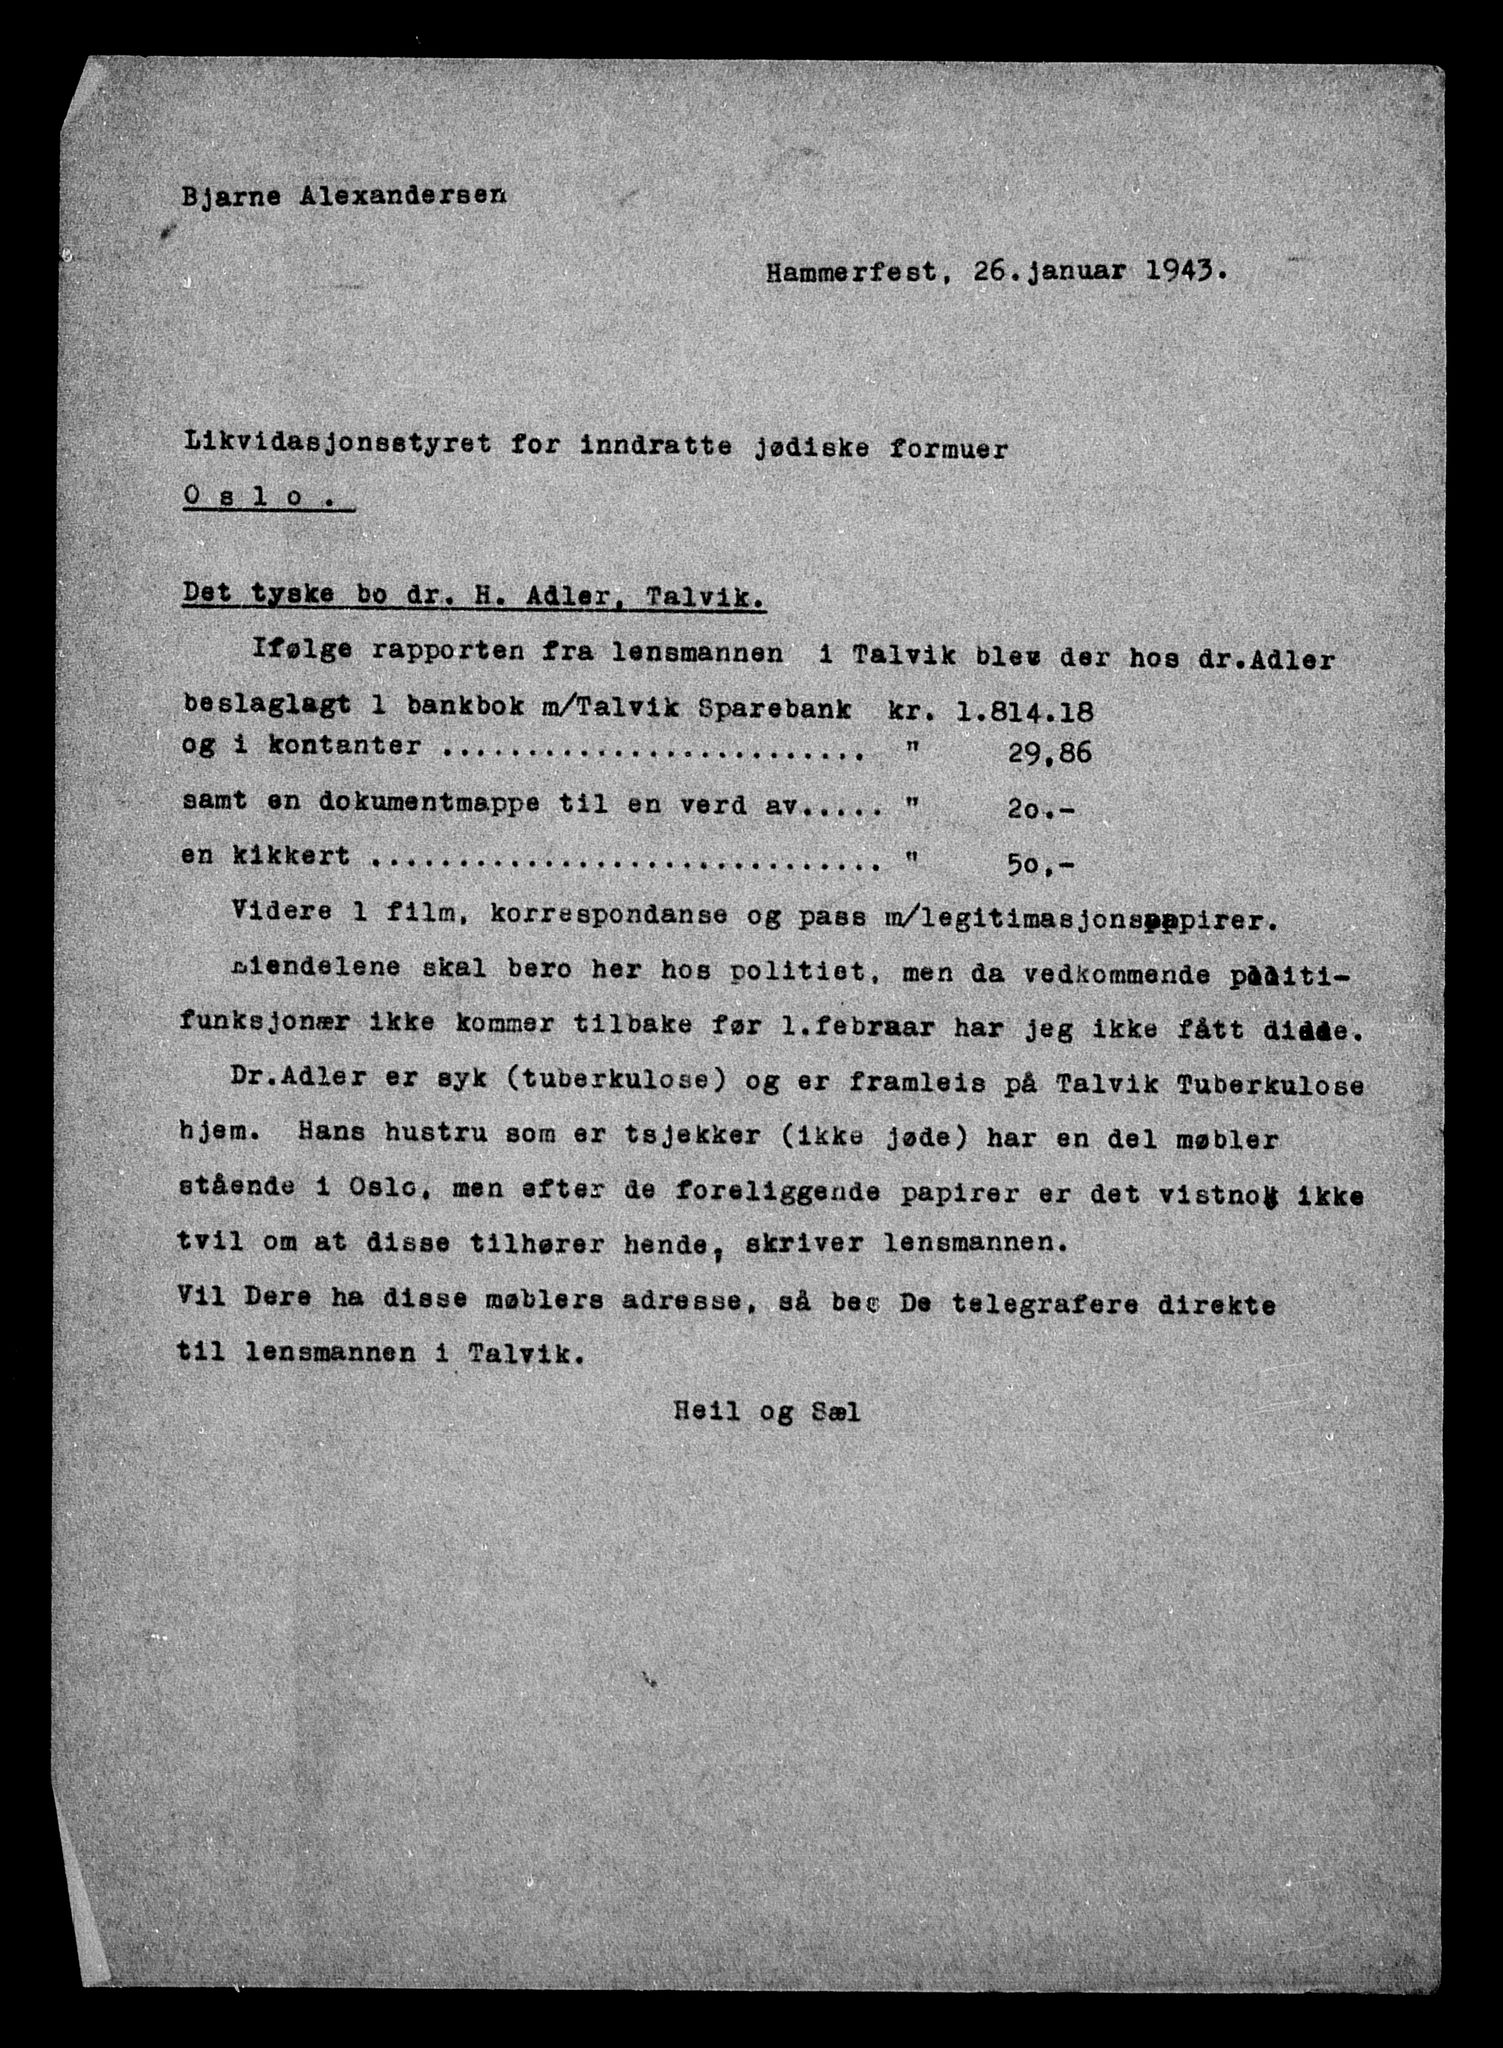 Bjarne Alexandersen
Hammerfest, 26.januar 1943.
Likvidasjonsstyret for inndratte jødiske formuer
O s l o .
Det tyske bo dr. H. Adler, Talvik.
Ifølge rapporten fra lensmannen i Talvik blev der hos dr.Adler
beslaglagt 1 bankbok m/Talvik Sparebank kr. 1.814.18
og i kontanter ......................... " 29,86
samt en dokumentmappe til en verd av..... " 20.-
en kikkert .............................. " 50,-
Videre 1 film, korrespondanse og pass m/legitimasjonspapirer.
Eiendelene skal bero her hos politiet, men da vedkommende politi-
funksjonær ikke kommer tilbake før 1.februar har jeg ikke fått disse.
Dr.Adler er syk (tuberkulose) og er framleis på Talvik Tuberkulose
hjem. Hans hustru som er tsjekker (ikke jøde) har en del møbler
stående i Oslo, men efter de foreliggende papirer er det vistnok ikke
tvil om at disse tilhører hende, skriver lensmannen.
Vil Dere ha disse møblers adresse, så bes De telegrafere direkte
til lensmannen i Talvik.
Heil og Sæl